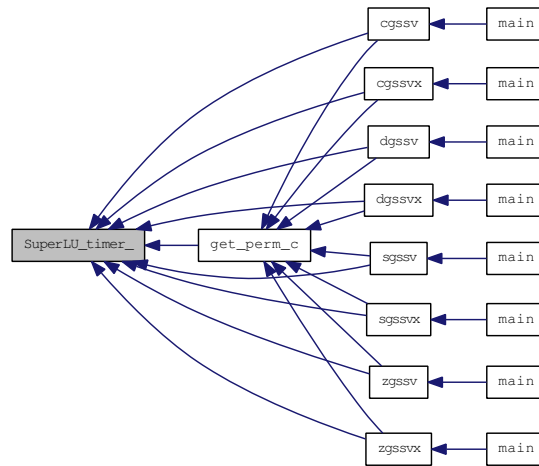 cgssv main
cgssvx main
dgssv main
dgssvx main
SuperLU_timer_ get_perm_c
sgssv main
sgssvx main
zgssv main
zgssvx main